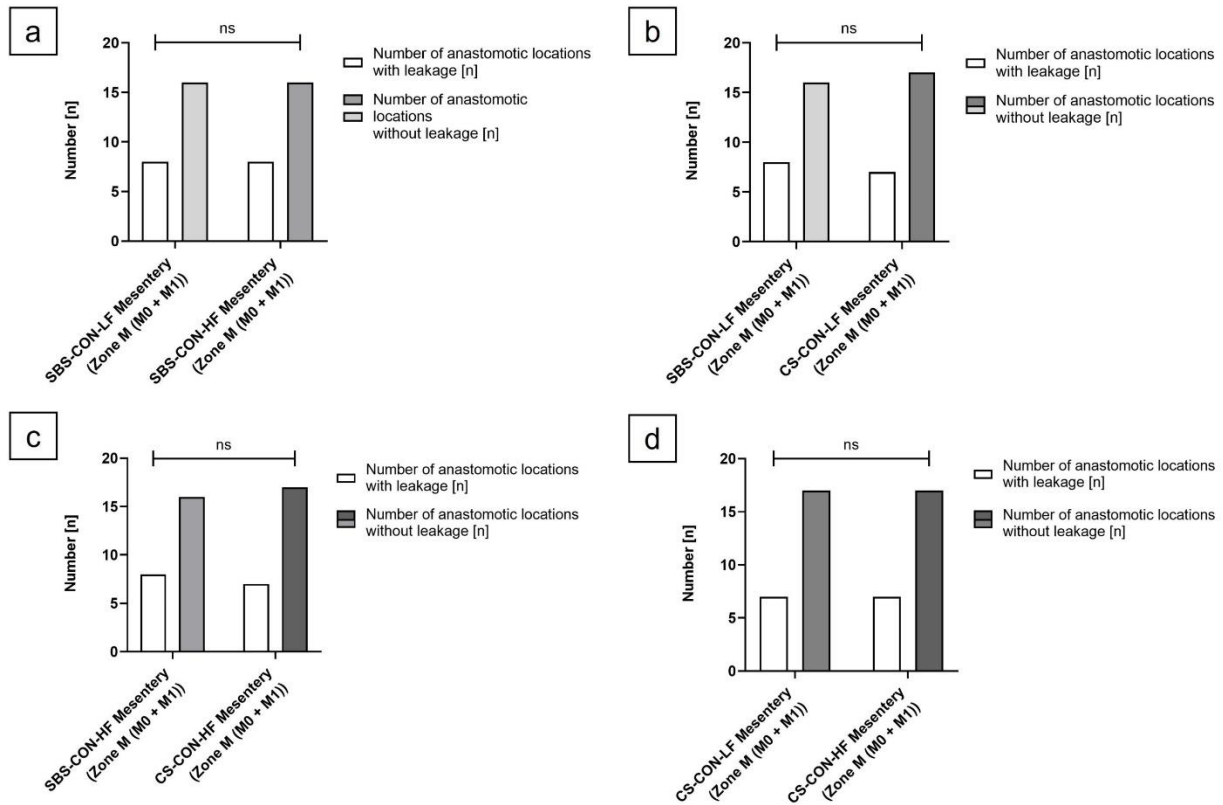 a
ns
20
15
10
5
0
Number [n]
SBS-CON-LF Mesentery
(Zone M (M0 + M1))
SBS-CON-HF Mesentery
(Zone M (M0 + M1))
Number of anastomotic locations
with leakage [n]
Number of anastomotic
locations
without leakage [n]
b
ns
20
15
10
5
0
Number [n]
SBS-CON-LF Mesentery
(Zone M (M0 + M1))
CS-CON-LF Mesentery
(Zone M (M0 + M1))
Number of anastomotic locations
with leakage [n]
Number of anastomotic locations
without leakage [n]
c
ns
20
15
10
5
0
Number [n]
SBS-CON-HF Mesentery
(Zone M (M0 + M1))
CS-CON-HF Mesentery
(Zone M (M0 + M1))
Number of anastomotic locations
with leakage [n]
Number of anastomotic locations
without leakage [n]
d
ns
20
15
10
5
0
Number [n]
CS-CON-LF Mesentery
(Zone M (M0 + M1))
CS-CON-HF Mesentery
(Zone M (M0 + M1))
Number of anastomotic locations
with leakage [n]
Number of anastomotic locations
without leakage [n]